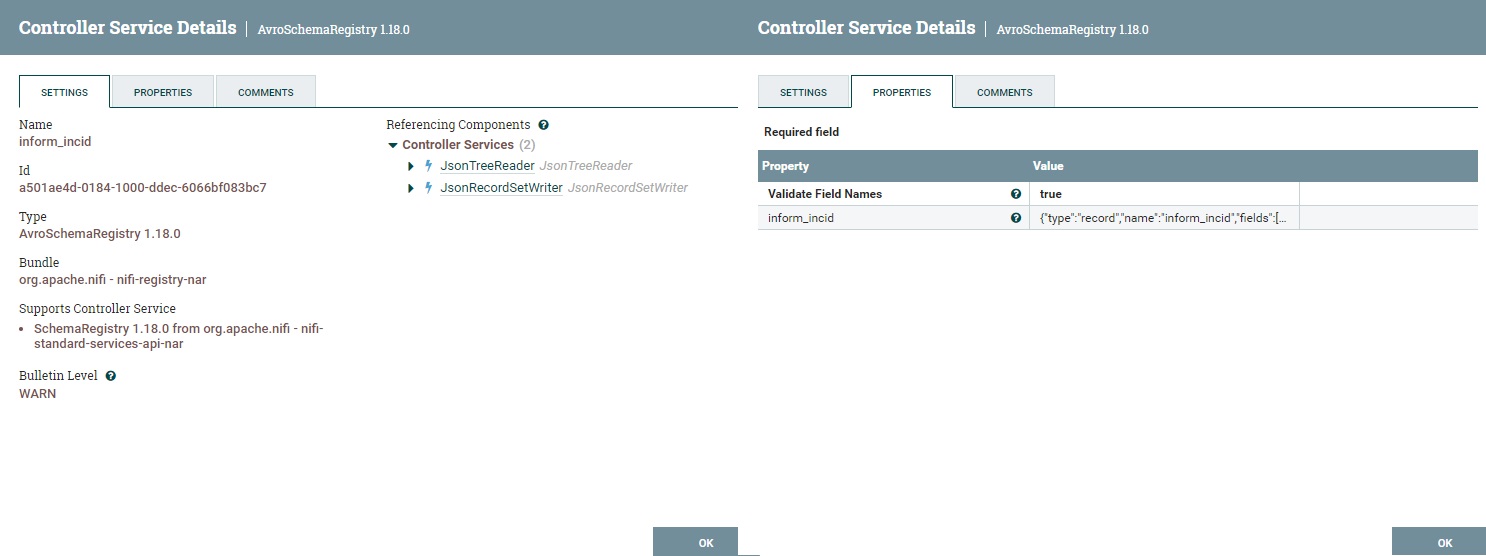 Controller Service Details | AvroSchemaRegistry 1.18.0
SETTINGS PROPERTIES COMMENTS
Name
inform_incid
Id
a501ae4d-0184-1000-ddec-6066bf083bc7
Type
AvroSchemaRegistry 1.18.0
Bundle
org.apache.nifi - nifi-registry-nar
Supports Controller Service
• SchemaRegistry 1.18.0 from org.apache.nifi - nifi-
standard-services-api-nar
Bulletin Level ?
WARN
Referencing Components ?
Controller Services (2)
JsonTreeReader JsonTreeReader
JsonRecordSetWriter JsonRecordSetWriter
OK
Controller Service Details | AvroSchemaRegistry 1.18.0
SETTINGS PROPERTIES COMMENTS
Required field
Property Value
Validate Field Names ? true
inform_incid ? {"type":"record","name":"inform_incid","fields":[...
OK